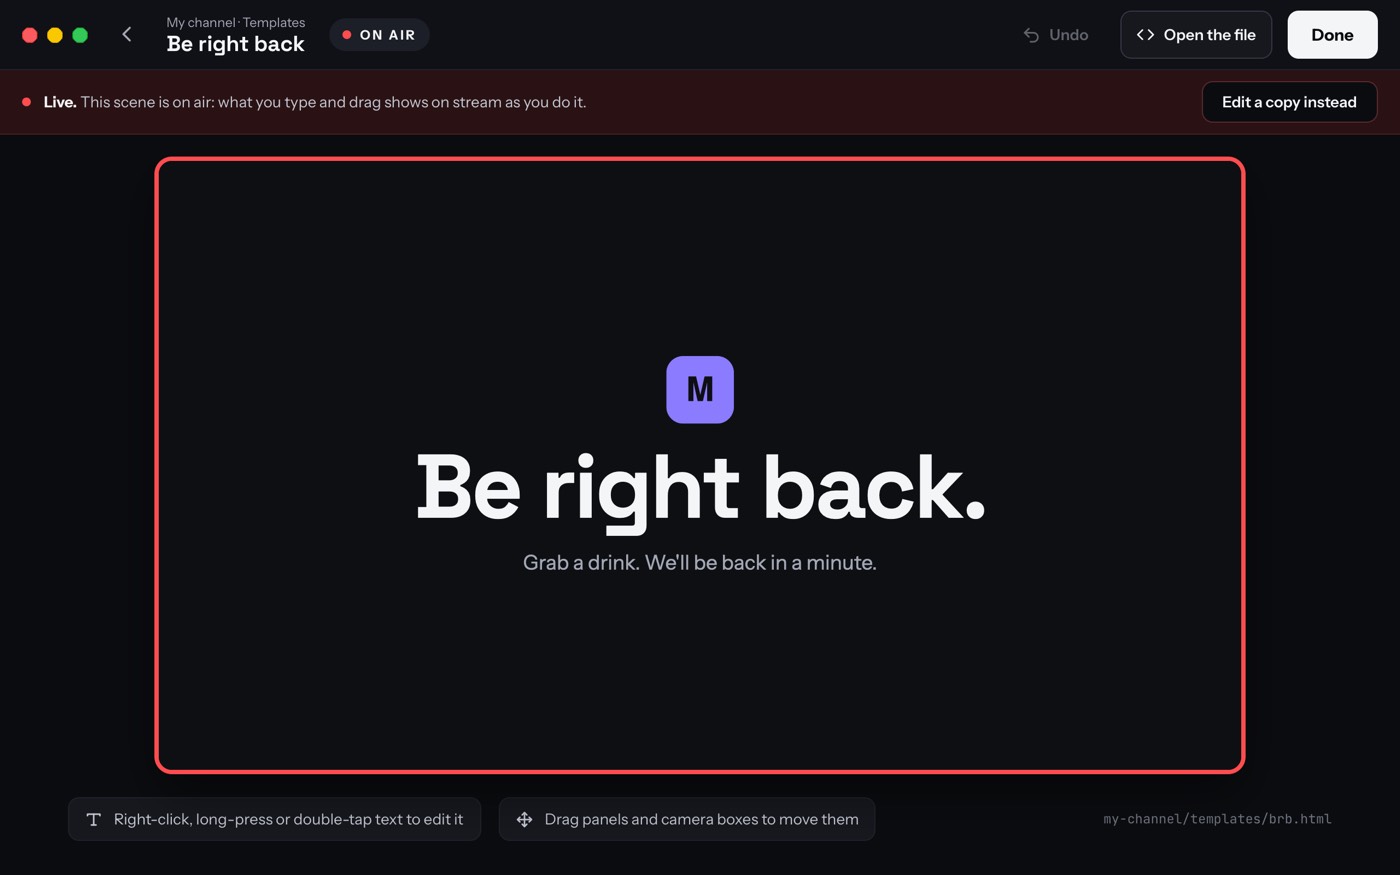 My channel · Templates
Be right back
ON AIR
Undo
Open the file
Done
Live. This scene is on air: what you type and drag shows on stream as you do it.
Edit a copy instead
M
Be right back.
Grab a drink. We'll be back in a minute.
Right-click, long-press or double-tap text to edit it
Drag panels and camera boxes to move them
my-channel/templates/brb.html